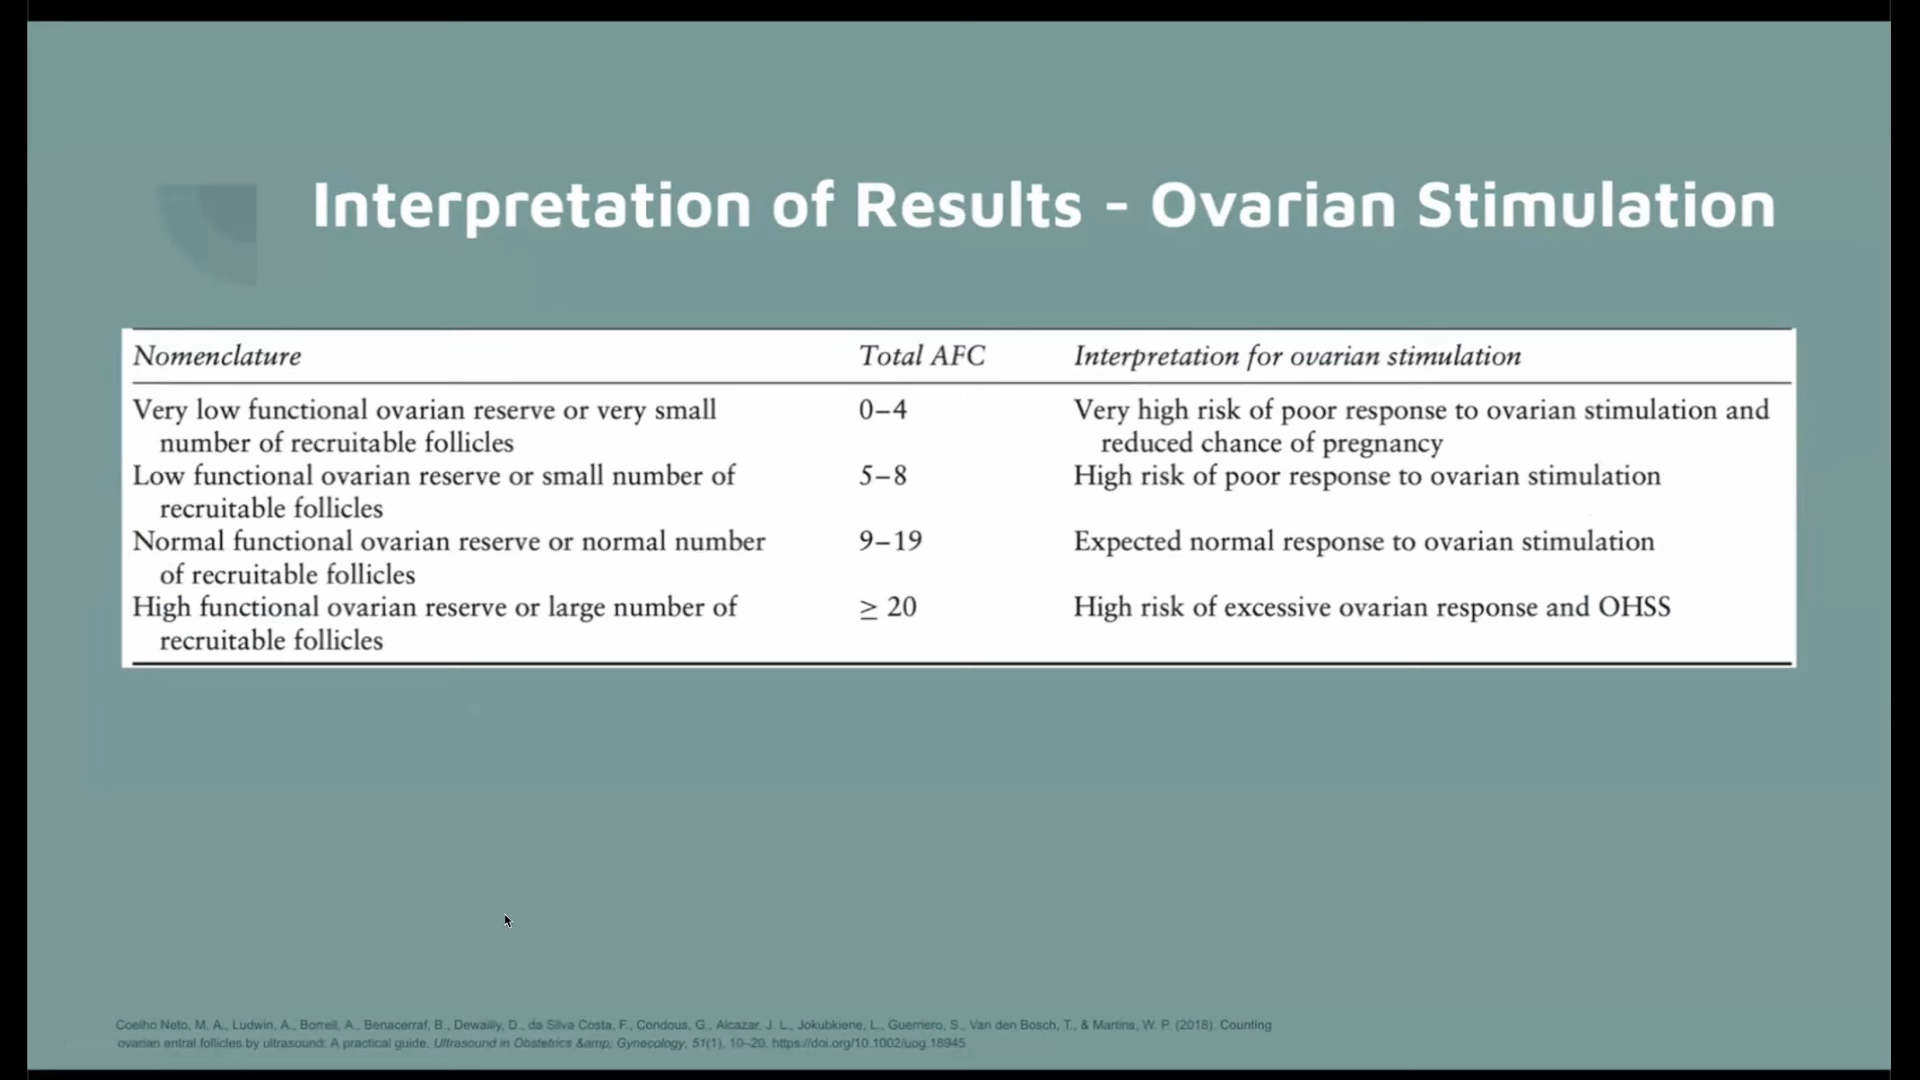 Interpretation of Results - Ovarian Stimulation
Nomenclature Total AFC Interpretation for ovarian stimulation
Very low functional ovarian reserve or very small 0–4 Very high risk of poor response to ovarian stimulation and
number of recruitable follicles reduced chance of pregnancy
Low functional ovarian reserve or small number of 5–8 High risk of poor response to ovarian stimulation
recruitable follicles
Normal functional ovarian reserve or normal number 9–19 Expected normal response to ovarian stimulation
of recruitable follicles
High functional ovarian reserve or large number of ≥ 20 High risk of excessive ovarian response and OHSS
recruitable follicles
Coelho Neto, M. A., Ludwin, A., Borrell, A., Benacerraf, B., Dewailly, D., da Silva Costa, F., Condous, G., Alcazar, J. L., Jokubkiene, L., Guerriero, S., Van den Bosch, T., & Martins, W. P. (2018). Counting
ovarian antral follicles by ultrasound: A practical guide. Ultrasound in Obstetrics &amp; Gynecology, 51(1), 10–20. https://doi.org/10.1002/uog.18945